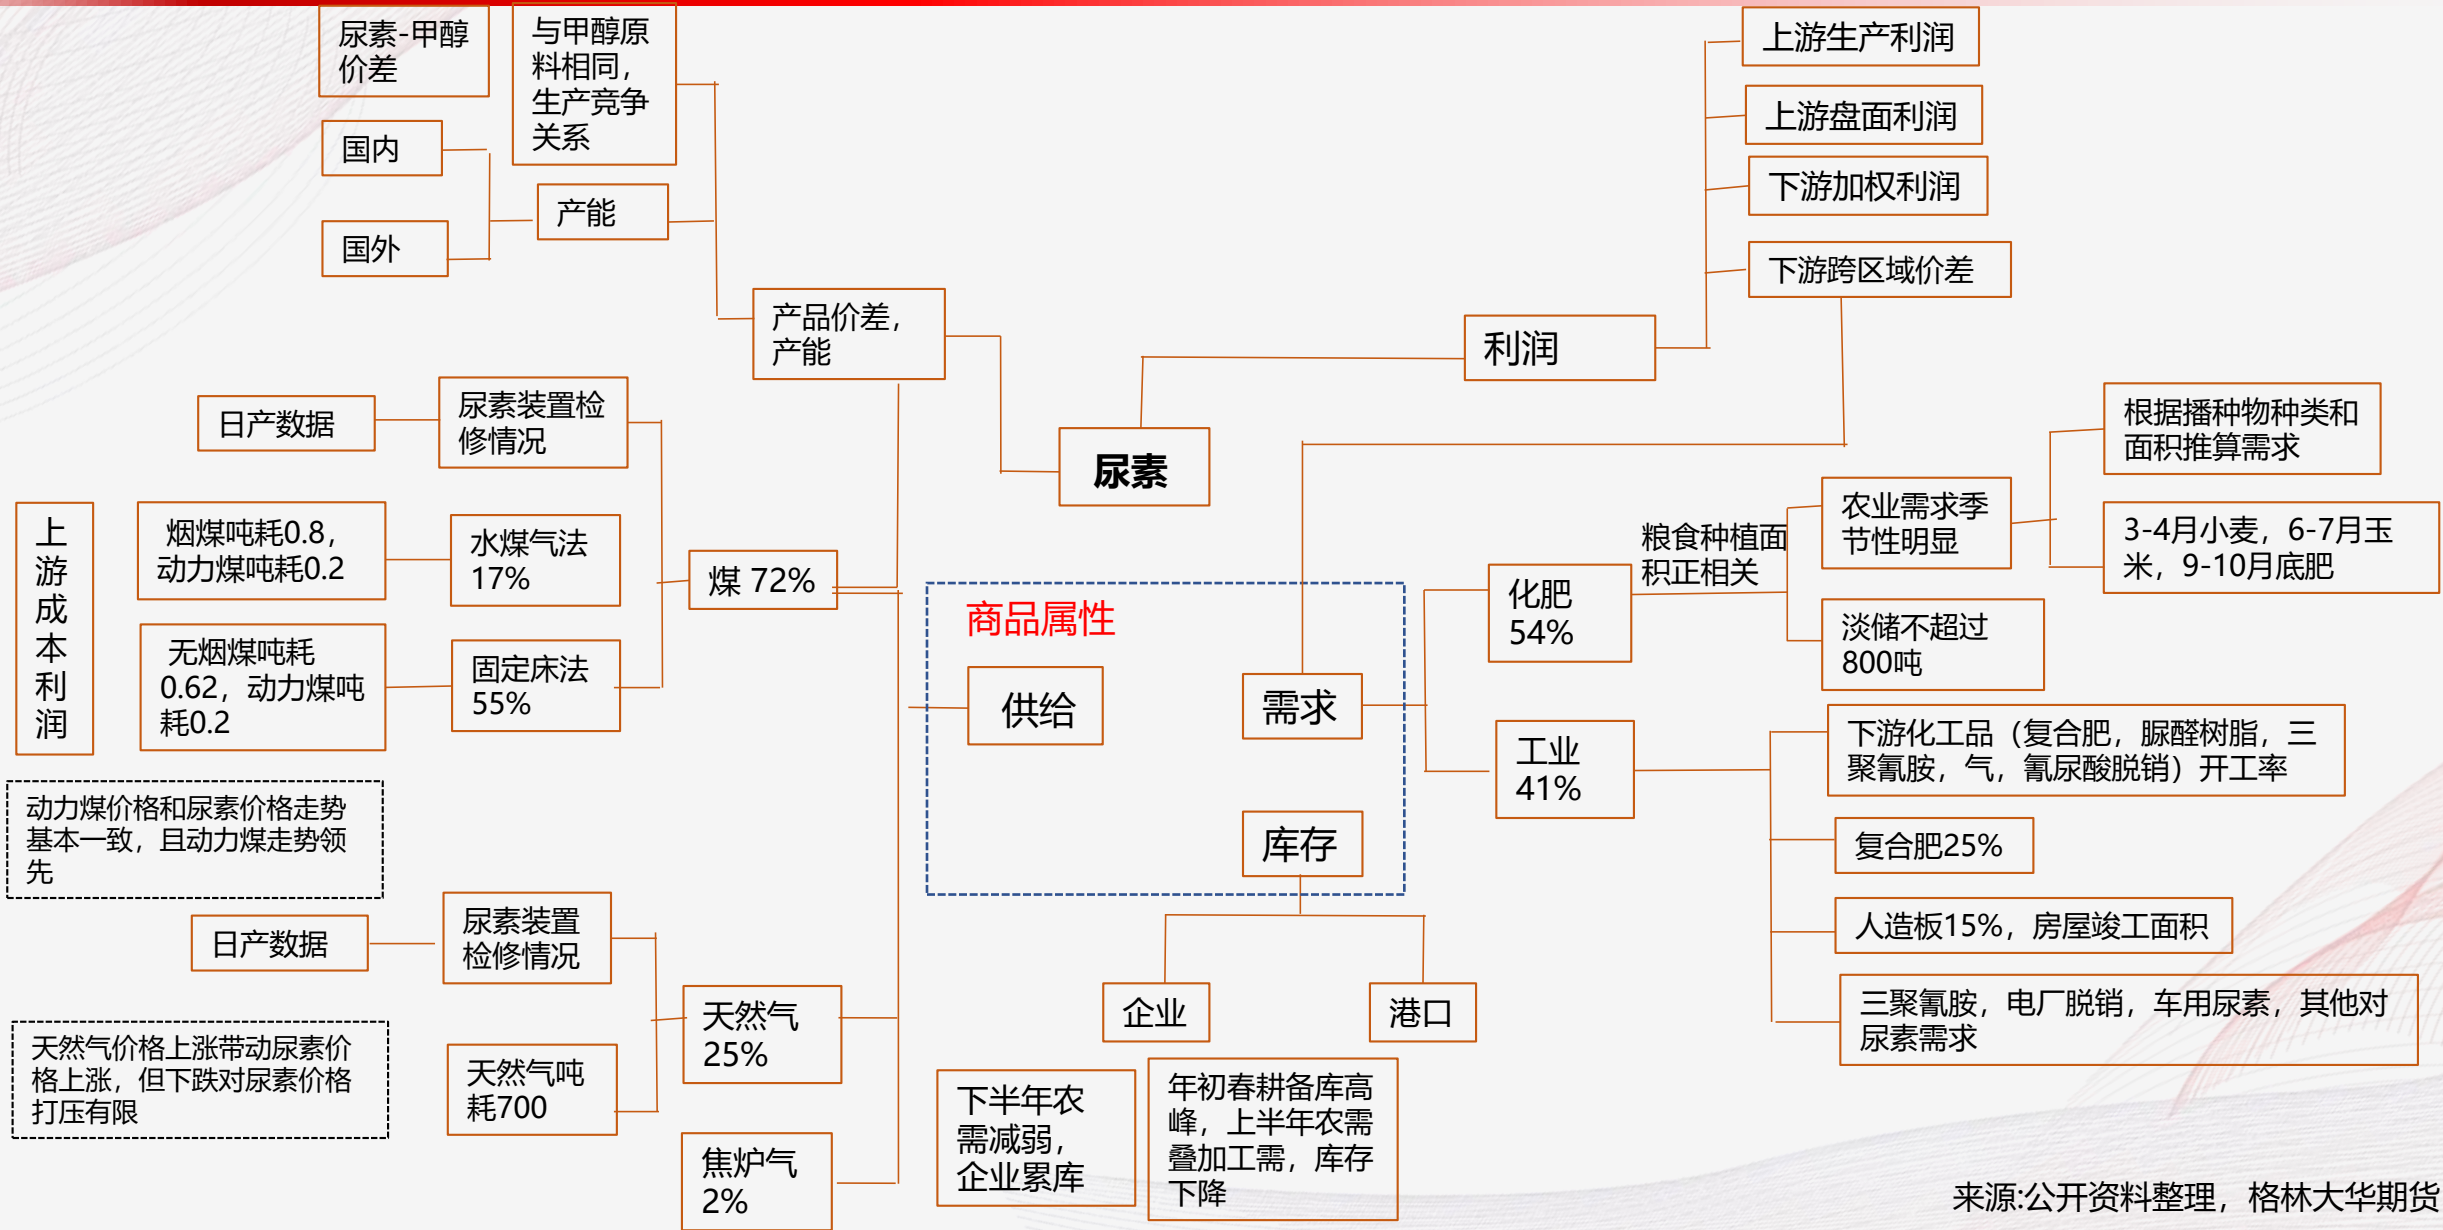 尿素-甲醇
价差
与甲醇原
料相同，
生产竞争
关系
国内
国外
产能
产品价差，
产能
上游生产利润
上游盘面利润
下游加权利润
下游跨区域价差
利润
尿素
日产数据
尿素装置检
修情况
上
游
成
本
利
润
烟煤吨耗0.8，
动力煤吨耗0.2
水煤气法
17%
煤 72%
无烟煤吨耗
0.62，动力煤吨
耗0.2
固定床法
55%
动力煤价格和尿素价格走势
基本一致，且动力煤走势领
先
日产数据
尿素装置
检修情况
天然气
25%
天然气价格上涨带动尿素价
格上涨，但下跌对尿素价格
打压有限
天然气吨
耗700
焦炉气
2%
商品属性
供给
需求
库存
企业
港口
下半年农
需减弱，
企业累库
年初春耕备库高
峰，上半年农需
叠加工需，库存
下降
化肥
54%
粮食种植面
积正相关
农业需求季
节性明显
根据播种物种类和
面积推算需求
3-4月小麦，6-7月玉
米，9-10月底肥
淡储不超过
800吨
工业
41%
下游化工品（复合肥，脲醛树脂，三
聚氰胺，气，氰尿酸脱销）开工率
复合肥25%
人造板15%，房屋竣工面积
三聚氰胺，电厂脱销，车用尿素，其他对
尿素需求
来源:公开资料整理，格林大华期货